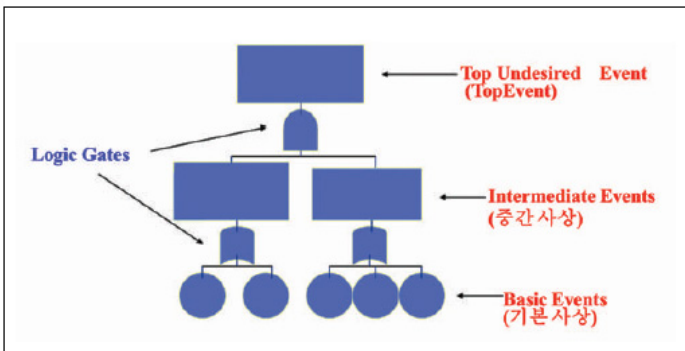 Top Undesired Event
(TopEvent)
Logic Gates
Intermediate Events
(중간사상)
Basic Events
(기본사상)